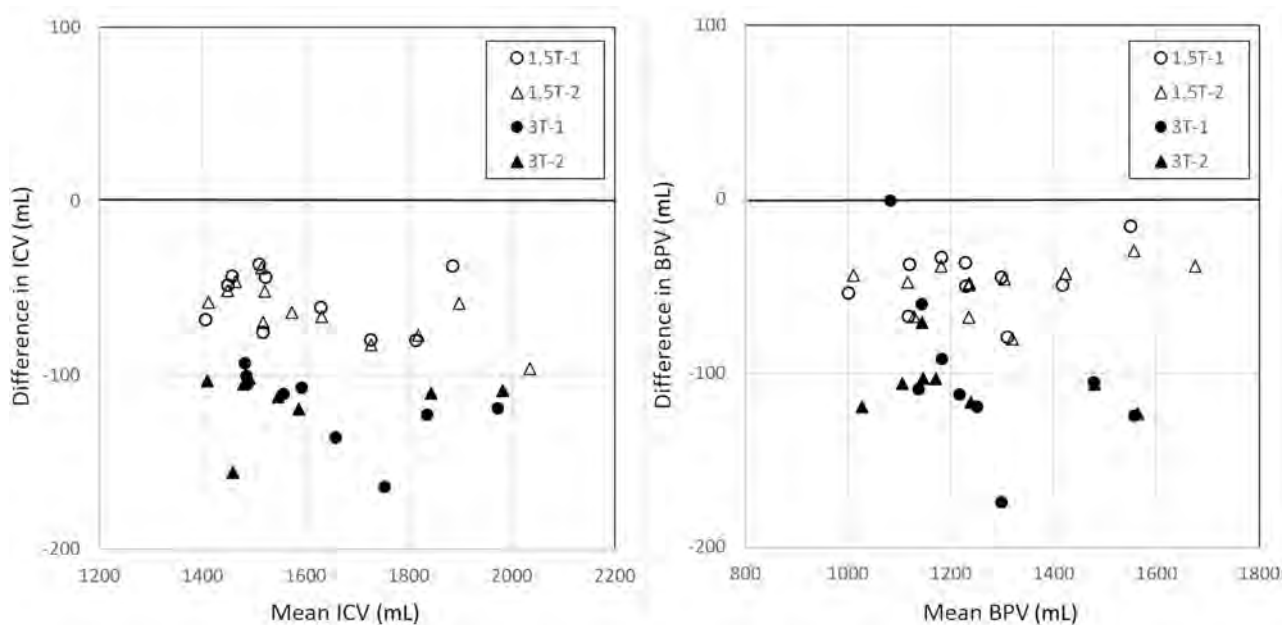 100
0
-100
-200
Difference in ICV (mL)
1200 1400 1600 1800 2000 2200
Mean ICV (mL)
1.5T-1
1.5T-2
3T-1
3T-2
100
0
-100
-200
Difference in BPV (mL)
800 1000 1200 1400 1600 1800
Mean BPV (mL)
1.5T-1
1.5T-2
3T-1
3T-2